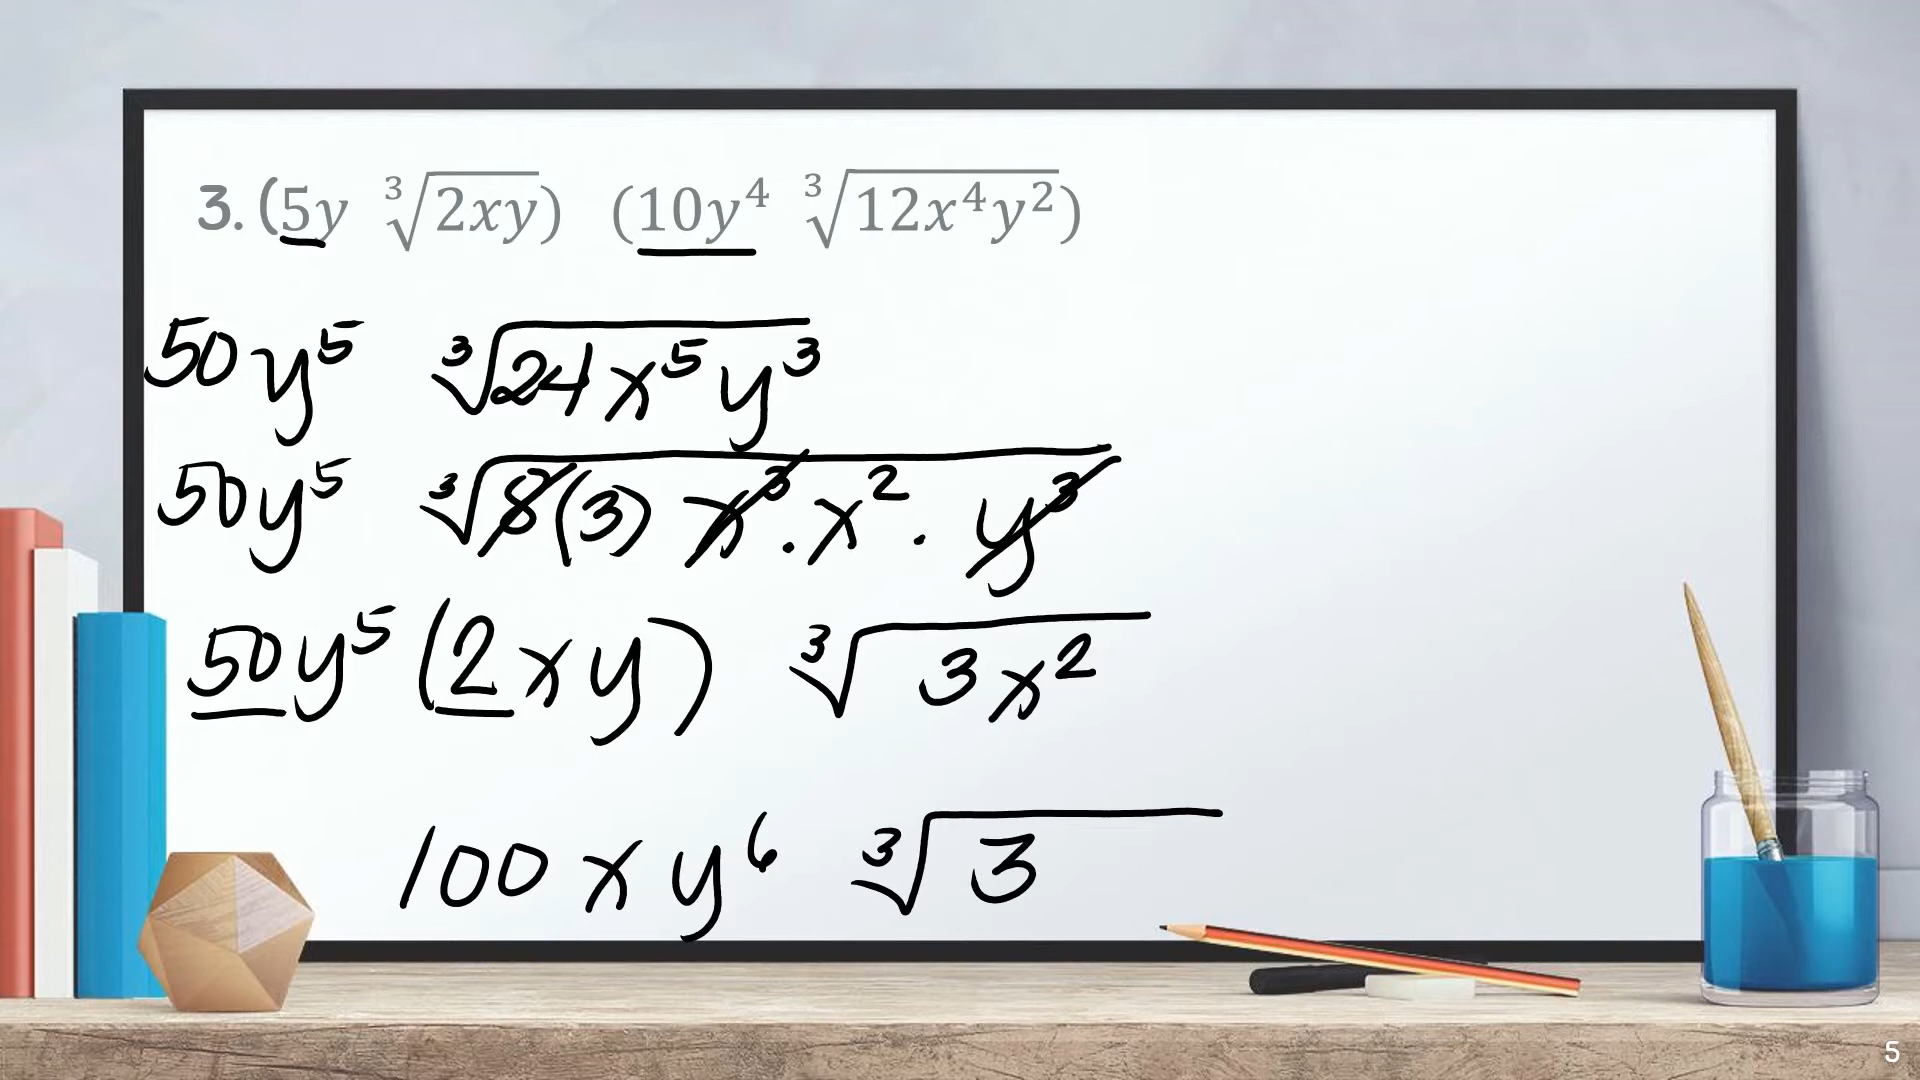 3. (5y ∛(2xy)) (10y⁴ ∛(12x⁴y²))
50y⁵ ∛(24x⁵y³)
50y⁵ ∛(8(3)x³·x²·y³)
50y⁵(2xy) ∛(3x²)
100xy⁶ ∛(3
5